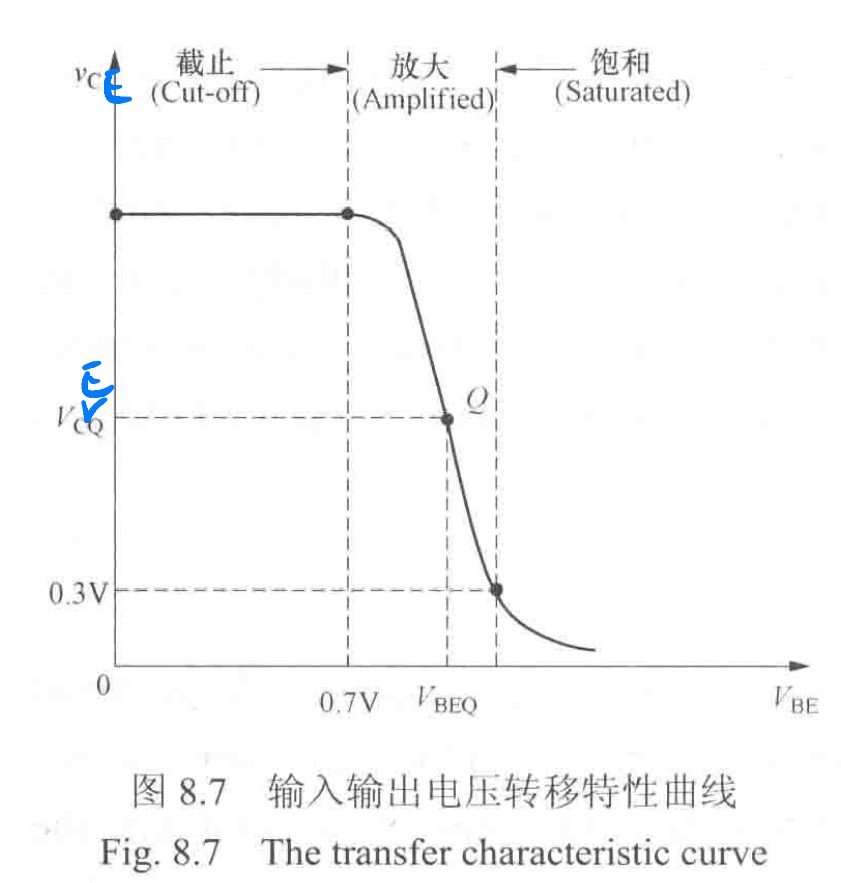 vCE
截止
(Cut-off)
放大
(Amplified)
饱和
(Saturated)
E
VCQ
Q
0.3V
0
0.7V
VBEQ
VBE
图 8.7 输入输出电压转移特性曲线
Fig. 8.7 The transfer characteristic curve